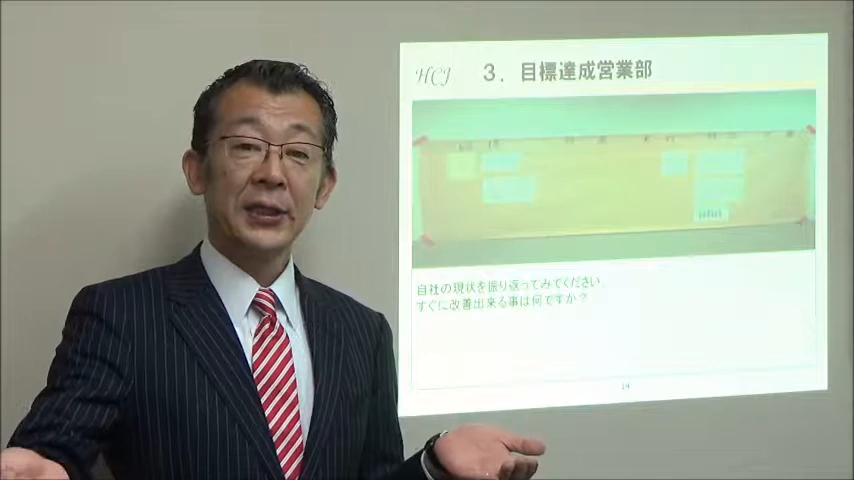 HCJ
3．目標達成営業部
自社の現状を振り返ってみてください。
すぐに改善出来る事は何ですか？